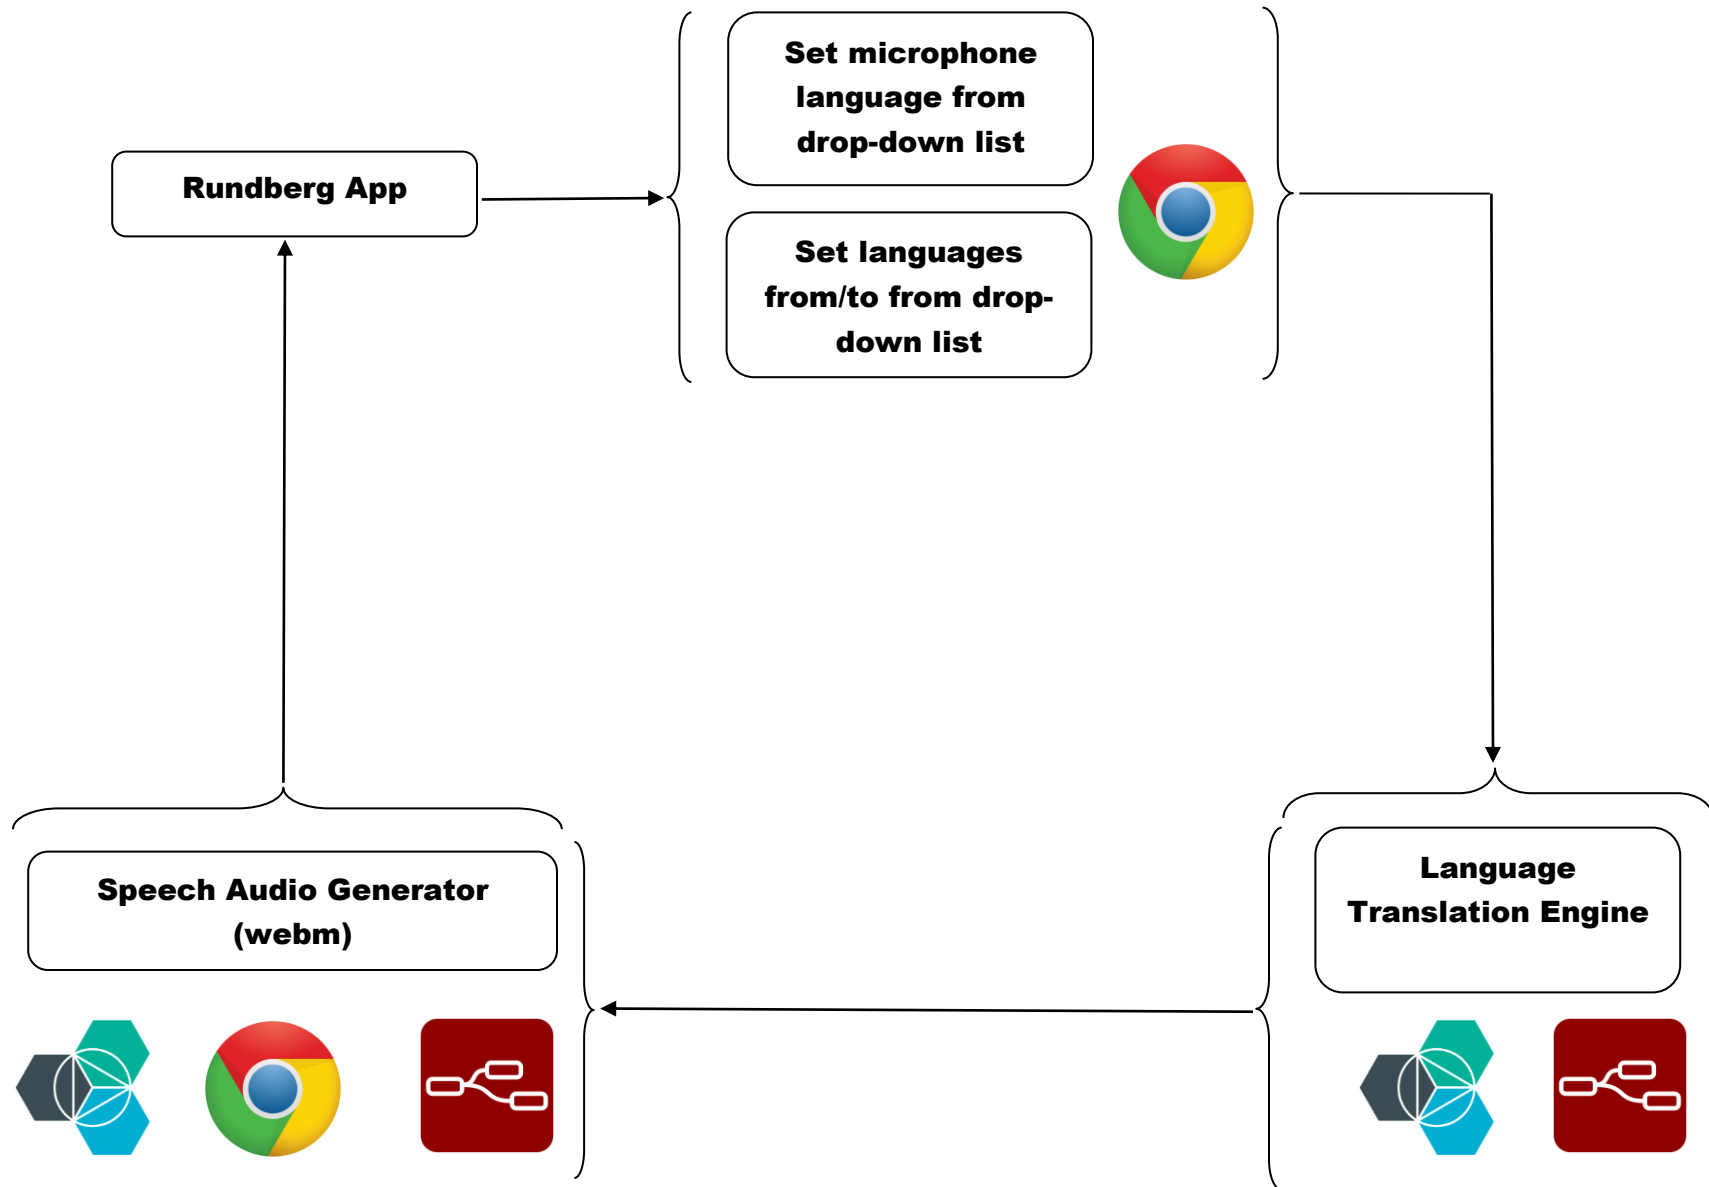 Set microphone
language from
drop-down list
Rundberg App
Set languages
from/to from drop-
down list
Speech Audio Generator
(webm)
Language
Translation Engine